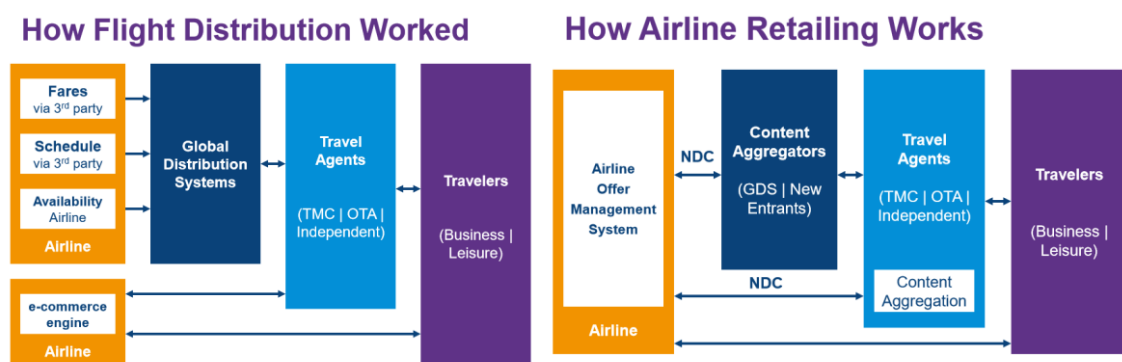 How Flight Distribution Worked
Fares
via 3rd party
Schedule
via 3rd party
Availability
Airline
Airline
e-commerce
engine
Airline
Global
Distribution
Systems
Travel
Agents
(TMC | OTA |
Independent)
Travelers
(Business |
Leisure)
How Airline Retailing Works
Airline
Offer
Management
System
Airline
NDC
NDC
Content
Aggregators
(GDS | New
Entrants)
Travel
Agents
(TMC | OTA |
Independent)
Content
Aggregation
Travelers
(Business |
Leisure)